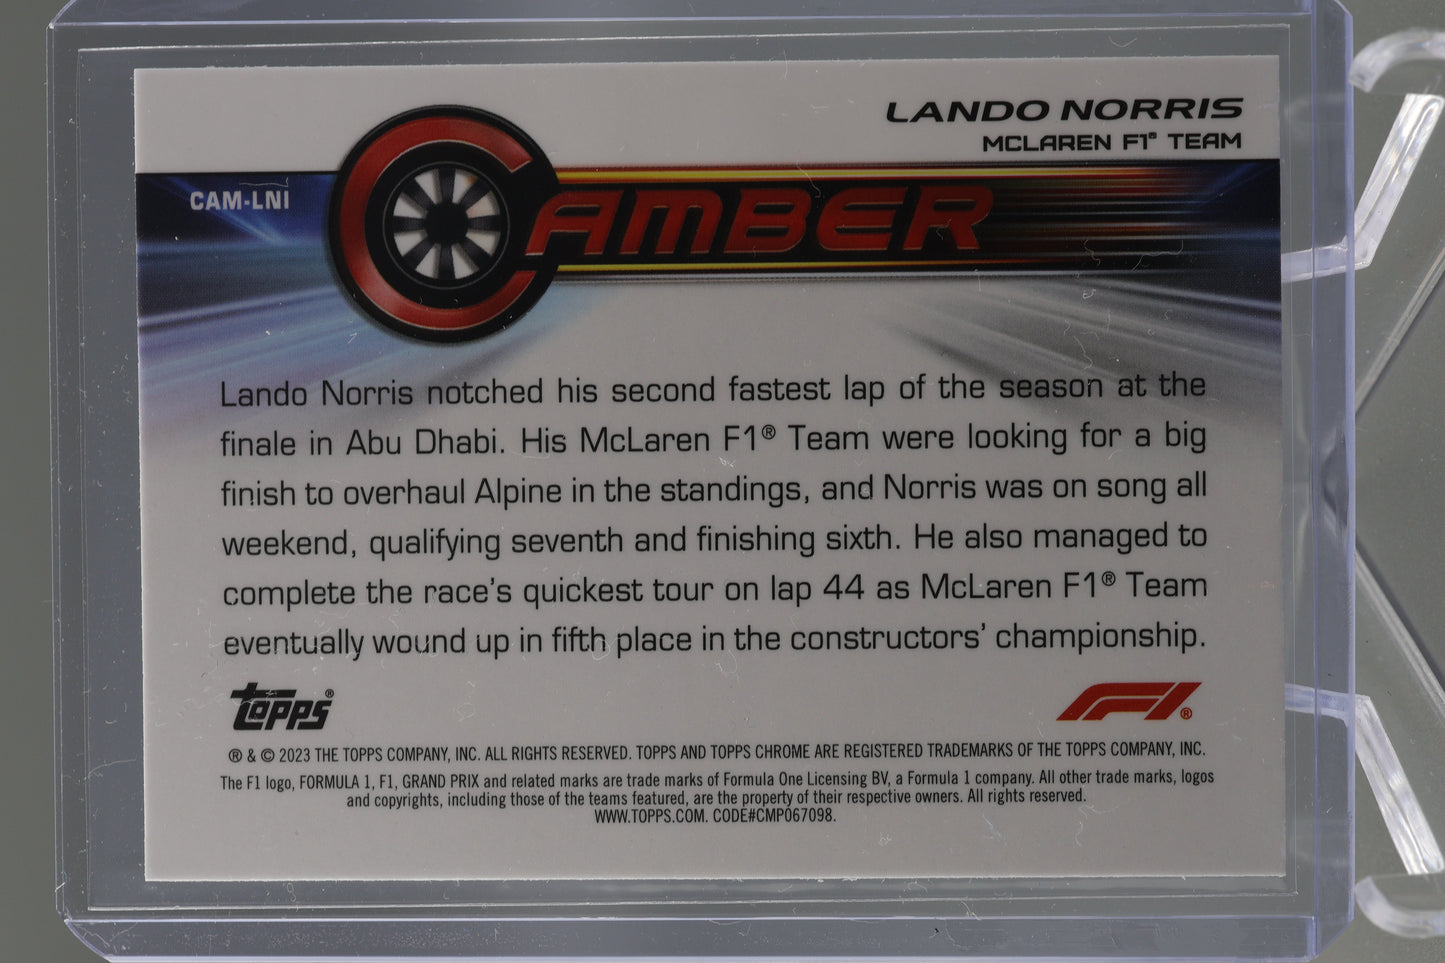 LANDO NORRIS
MCLAREN F1® TEAM
CAM-LNI
CAMBER
Lando Norris notched his second fastest lap of the season at the
finale in Abu Dhabi. His McLaren F1® Team were looking for a big
finish to overhaul Alpine in the standings, and Norris was on song all
weekend, qualifying seventh and finishing sixth. He also managed to
complete the race's quickest tour on lap 44 as McLaren F1® Team
eventually wound up in fifth place in the constructors' championship.
TOPPS®
F1®
® & © 2023 THE TOPPS COMPANY, INC. ALL RIGHTS RESERVED. TOPPS AND TOPPS CHROME ARE REGISTERED TRADEMARKS OF THE TOPPS COMPANY, INC.
The F1 logo, FORMULA 1, F1, GRAND PRIX and related marks are trade marks of Formula One Licensing BV, a Formula 1 company. All other trade marks, logos
and copyrights, including those of the teams featured, are the property of their respective owners. All rights reserved.
WWW.TOPPS.COM. CODE#CMP067098.